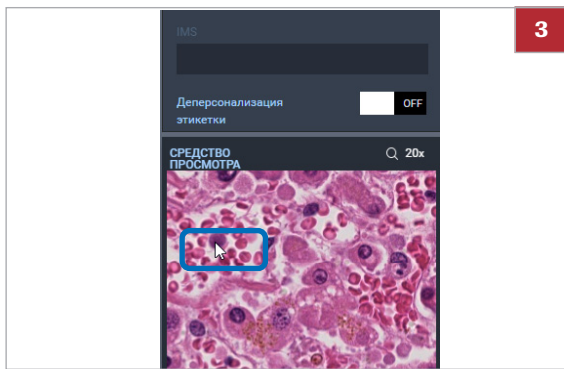 3
IMS
Деперсонализация
этикетки
OFF
СРЕДСТВО
ПРОСМОТРА
20x